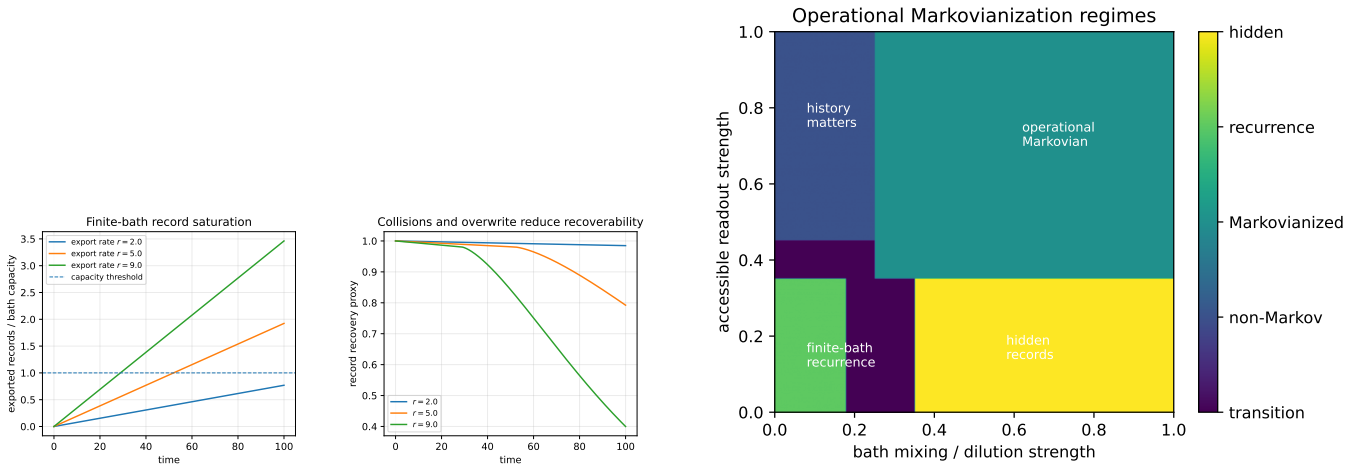 Finite-bath record saturation
3.5
3.0
2.5
2.0
1.5
1.0
0.5
0.0
exported records / bath capacity
export rate r = 2.0
export rate r = 5.0
export rate r = 9.0
capacity threshold
0 20 40 60 80 100
time
Collisions and overwrite reduce recoverability
1.0
0.9
0.8
0.7
0.6
0.5
0.4
record recovery proxy
r = 2.0
r = 5.0
r = 9.0
0 20 40 60 80 100
time
Operational Markovianization regimes
1.0
0.8
0.6
0.4
0.2
0.0
accessible readout strength
history
matters
operational
Markovian
finite-bath
recurrence
hidden
records
0.0 0.2 0.4 0.6 0.8 1.0
bath mixing / dilution strength
hidden
recurrence
Markovianized
non-Markov
transition